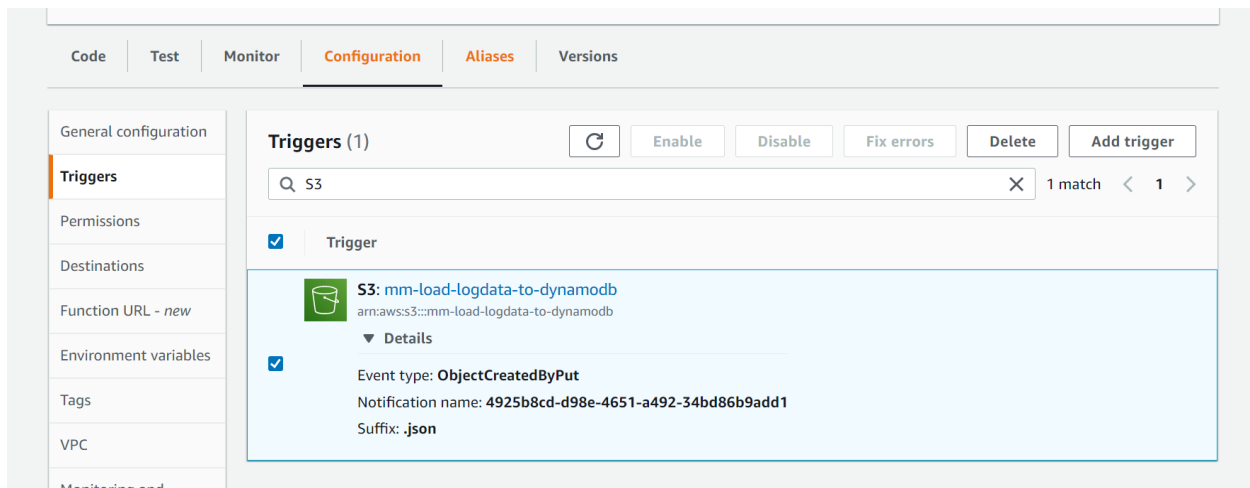 Code Test Monitor Configuration Aliases Versions
General configuration
Triggers
Permissions
Destinations
Function URL - new
Environment variables
Tags
VPC
Monitoring and
Triggers (1) Enable Disable Fix errors Delete Add trigger
S3 1 match 1
Trigger
S3: mm-load-logdata-to-dynamodb
arn:aws:s3:::mm-load-logdata-to-dynamodb
Details
Event type: ObjectCreatedByPut
Notification name: 4925b8cd-d98e-4651-a492-34bd86b9add1
Suffix: .json